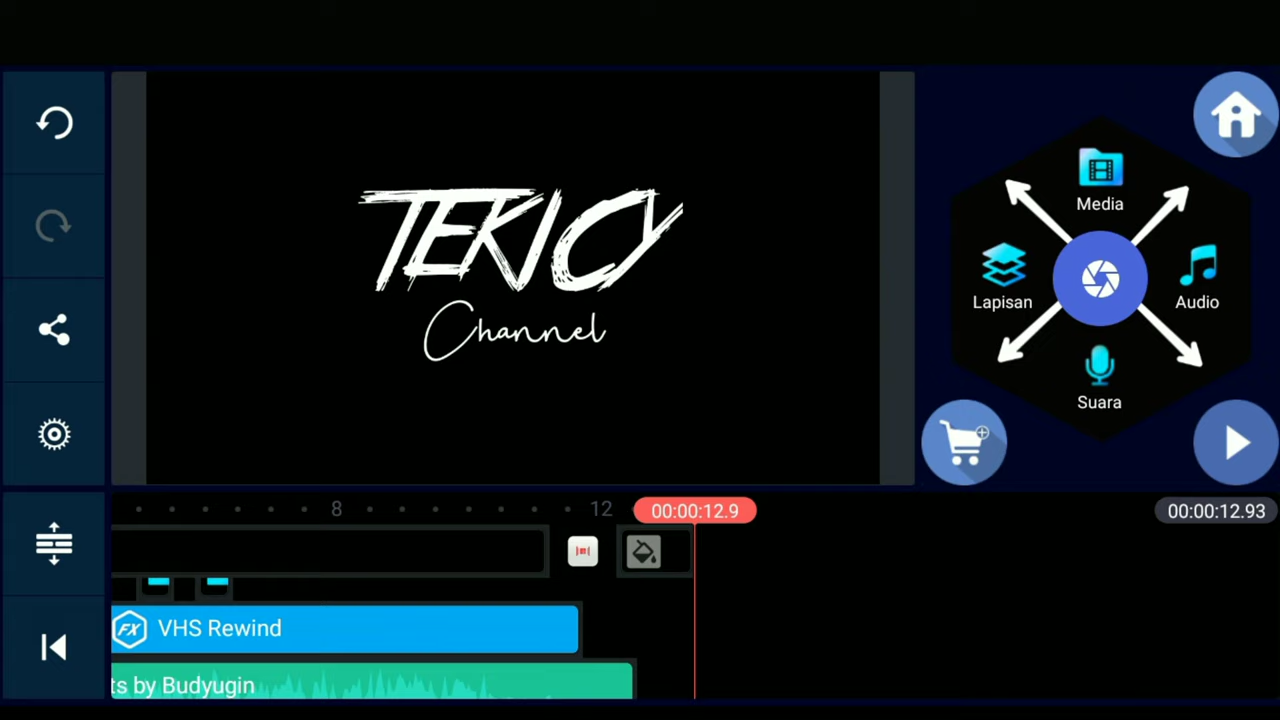 TEKICY
Channel
Media
Lapisan
Audio
Suara
8
12
00:00:12.9
00:00:12.93
FX VHS Rewind
ts by Budyugin